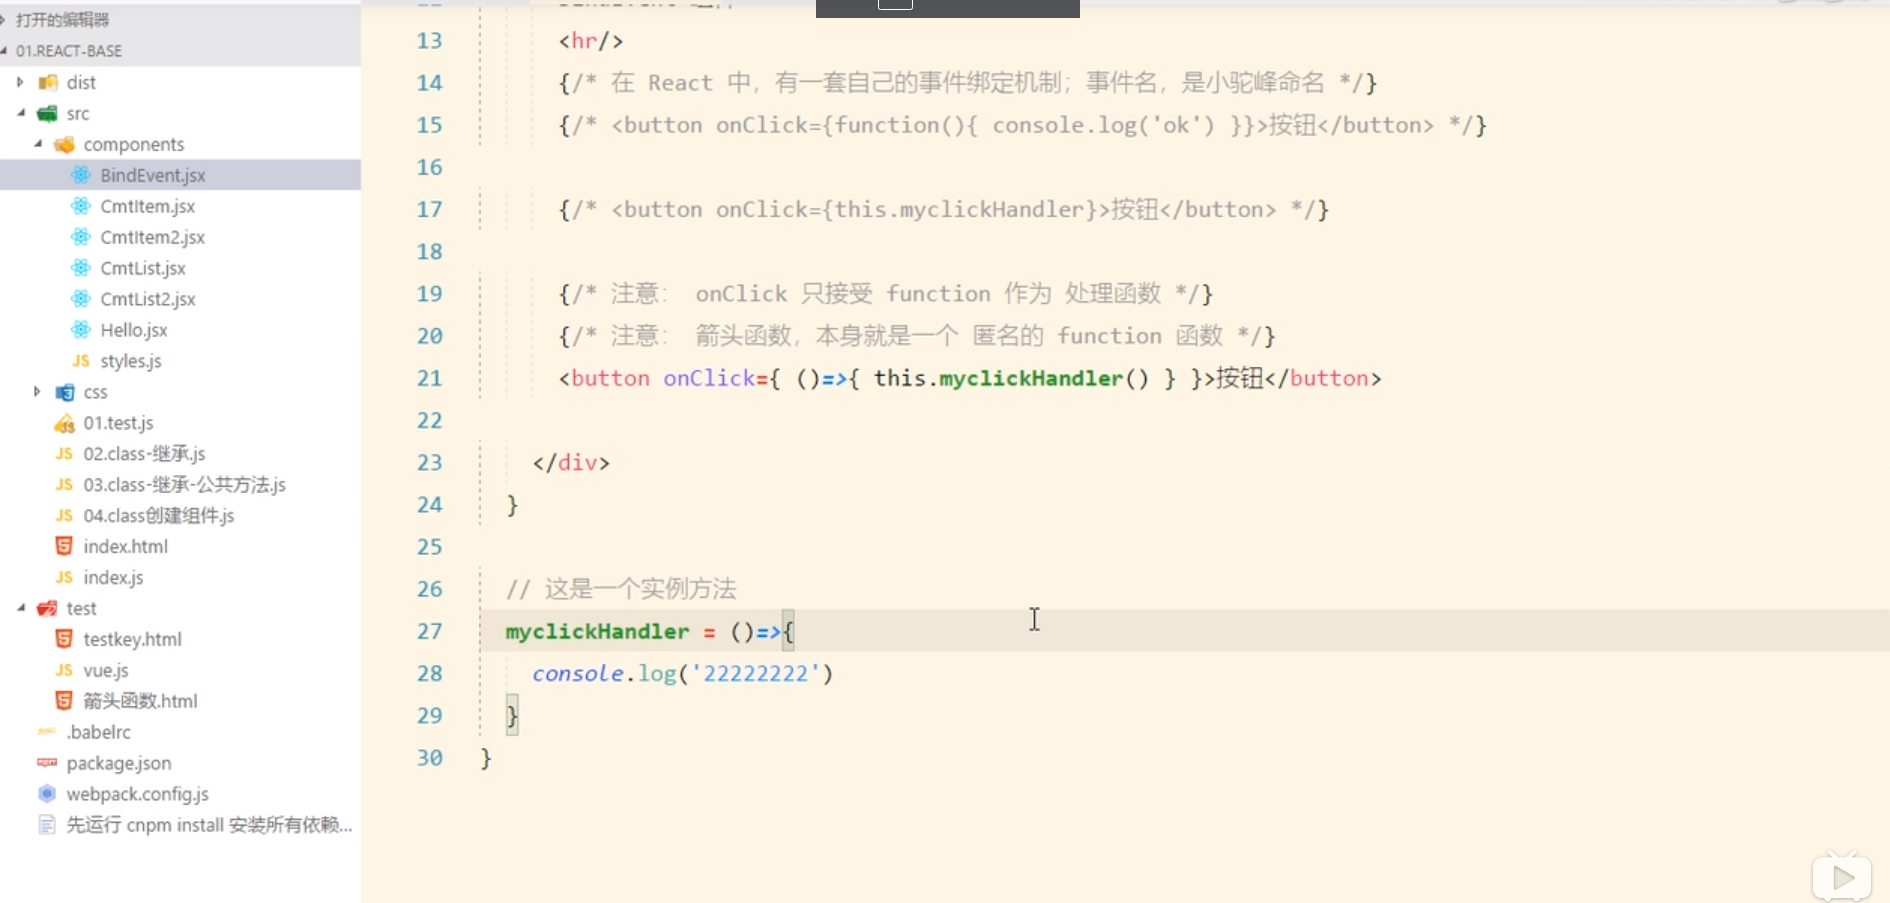 打开的编辑器
01.REACT-BASE
dist
src
components
BindEvent.jsx
CmtItem.jsx
CmtItem2.jsx
CmtList.jsx
CmtList2.jsx
Hello.jsx
JS styles.js
css
01.test.js
JS 02.class-继承.js
JS 03.class-继承-公共方法.js
JS 04.class创建组件.js
index.html
JS index.js
test
testkey.html
JS vue.js
箭头函数.html
.babelrc
package.json
webpack.config.js
先运行 cnpm install 安装所有依赖...
13 <hr/>
14 {/* 在 React 中，有一套自己的事件绑定机制；事件名，是小驼峰命名 */}
15 {/* <button onClick={function(){ console.log('ok') }}>按钮</button> */}
16
17 {/* <button onClick={this.myclickHandler}>按钮</button> */}
18
19 {/* 注意： onClick 只接受 function 作为 处理函数 */}
20 {/* 注意： 箭头函数，本身就是一个 匿名的 function 函数 */}
21 <button onClick={ ()=>{ this.myclickHandler() } }>按钮</button>
22
23 </div>
24 }
25
26 // 这是一个实例方法
27 myclickHandler = ()=>{
28 console.log('22222222')
29 }
30 }